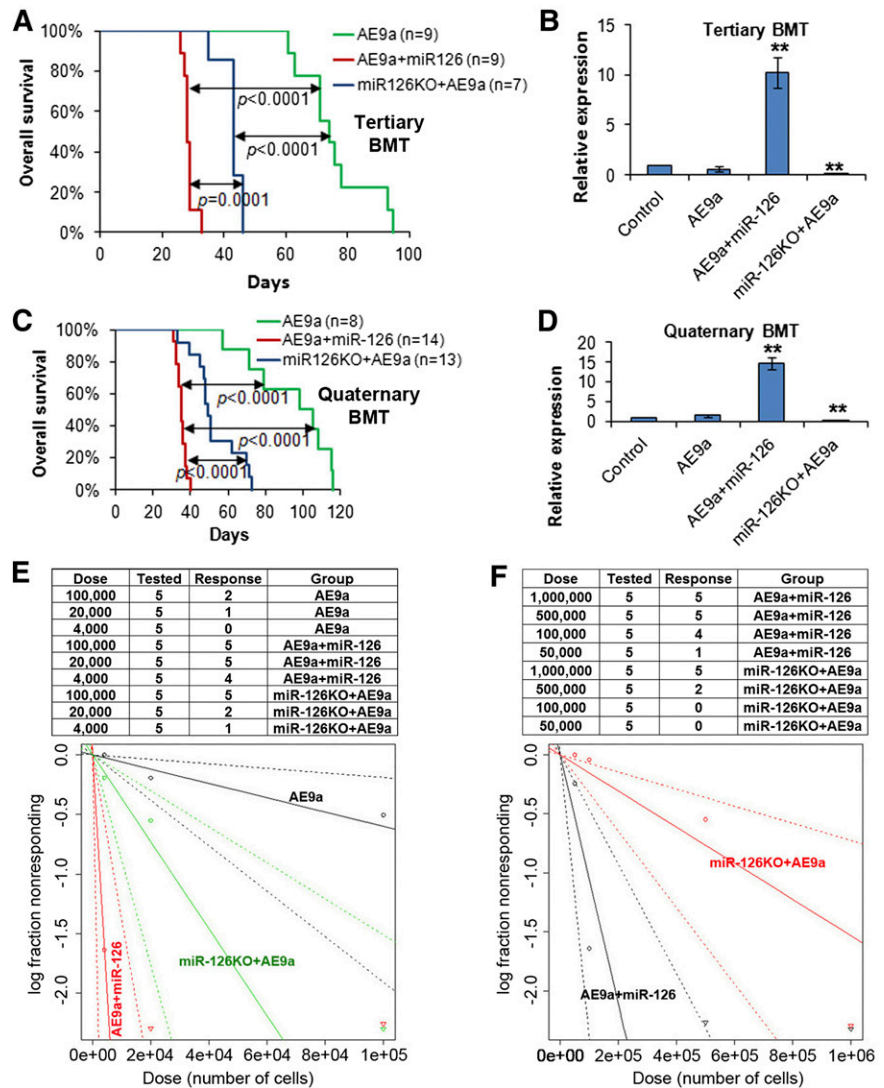 A
100%
80%
60%
40%
20%
0%
Overall survival
AE9a (n=9)
AE9a+miR126 (n=9)
miR126KO+AE9a (n=7)
p<0.0001
Tertiary
BMT
p<0.0001
p=0.0001
0 20 40 60 80 100
Days
B
Tertiary BMT
Relative expression
15
10
5
0
**
**
Control
AE9a
AE9a+miR-126
miR-126KO+AE9a
C
100%
80%
60%
40%
20%
0%
Overall survival
AE9a (n=8)
AE9a+miR-126 (n=14)
miR126KO+AE9a (n=13)
p<0.0001
Quaternary
BMT
p<0.0001
p<0.0001
0 20 40 60 80 100 120
Days
D
Quaternary BMT
Relative expression
20
15
10
5
0
**
**
Control
AE9a
AE9a+miR-126
miR-126KO+AE9a
E
Dose Tested Response Group
100,000 5 2 AE9a
20,000 5 1 AE9a
4,000 5 0 AE9a
100,000 5 5 AE9a+miR-126
20,000 5 5 AE9a+miR-126
4,000 5 4 AE9a+miR-126
100,000 5 5 miR-126KO+AE9a
20,000 5 2 miR-126KO+AE9a
4,000 5 1 miR-126KO+AE9a
log fraction nonresponding
0.0
-0.5
-1.0
-1.5
-2.0
AE9a
miR-126KO+AE9a
AE9a+miR-126
0e+00 2e+04 4e+04 6e+04 8e+04 1e+05
Dose (number of cells)
F
Dose Tested Response Group
1,000,000 5 5 AE9a+miR-126
500,000 5 5 AE9a+miR-126
100,000 5 4 AE9a+miR-126
50,000 5 1 AE9a+miR-126
1,000,000 5 5 miR-126KO+AE9a
500,000 5 2 miR-126KO+AE9a
100,000 5 0 miR-126KO+AE9a
50,000 5 0 miR-126KO+AE9a
log fraction nonresponding
0.0
-0.5
-1.0
-1.5
-2.0
miR-126KO+AE9a
AE9a+miR-126
0e+00 2e+05 4e+05 6e+05 8e+05 1e+06
Dose (number of cells)